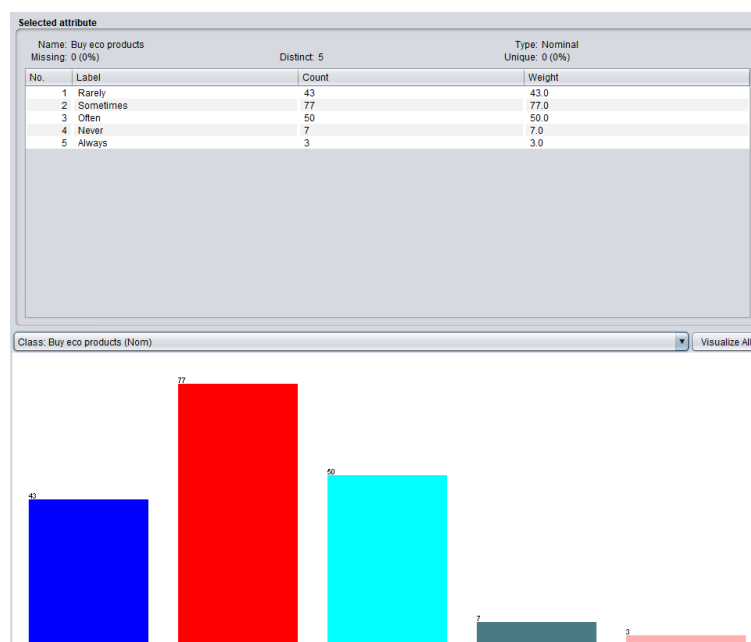 Selected attribute
Name: Buy eco products Type: Nominal
Missing: 0 (0%) Distinct: 5 Unique: 0 (0%)
No. Label Count Weight
1 Rarely 43 43.0
2 Sometimes 77 77.0
3 Often 50 50.0
4 Never 7 7.0
5 Always 3 3.0
Class: Buy eco products (Nom) Visualize All
77
50
43
7
3